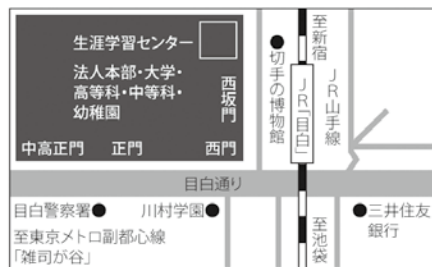 生涯学習センター
法人本部・大学・
高等科・中等科・
幼稚園
西坂門
中高正門
正門
西門
切手の博物館
至新宿
JR「目白」
JR山手線
目白通り
目白警察署
川村学園
三井住友
銀行
至東京メトロ副都心線
「雑司が谷」
至池袋